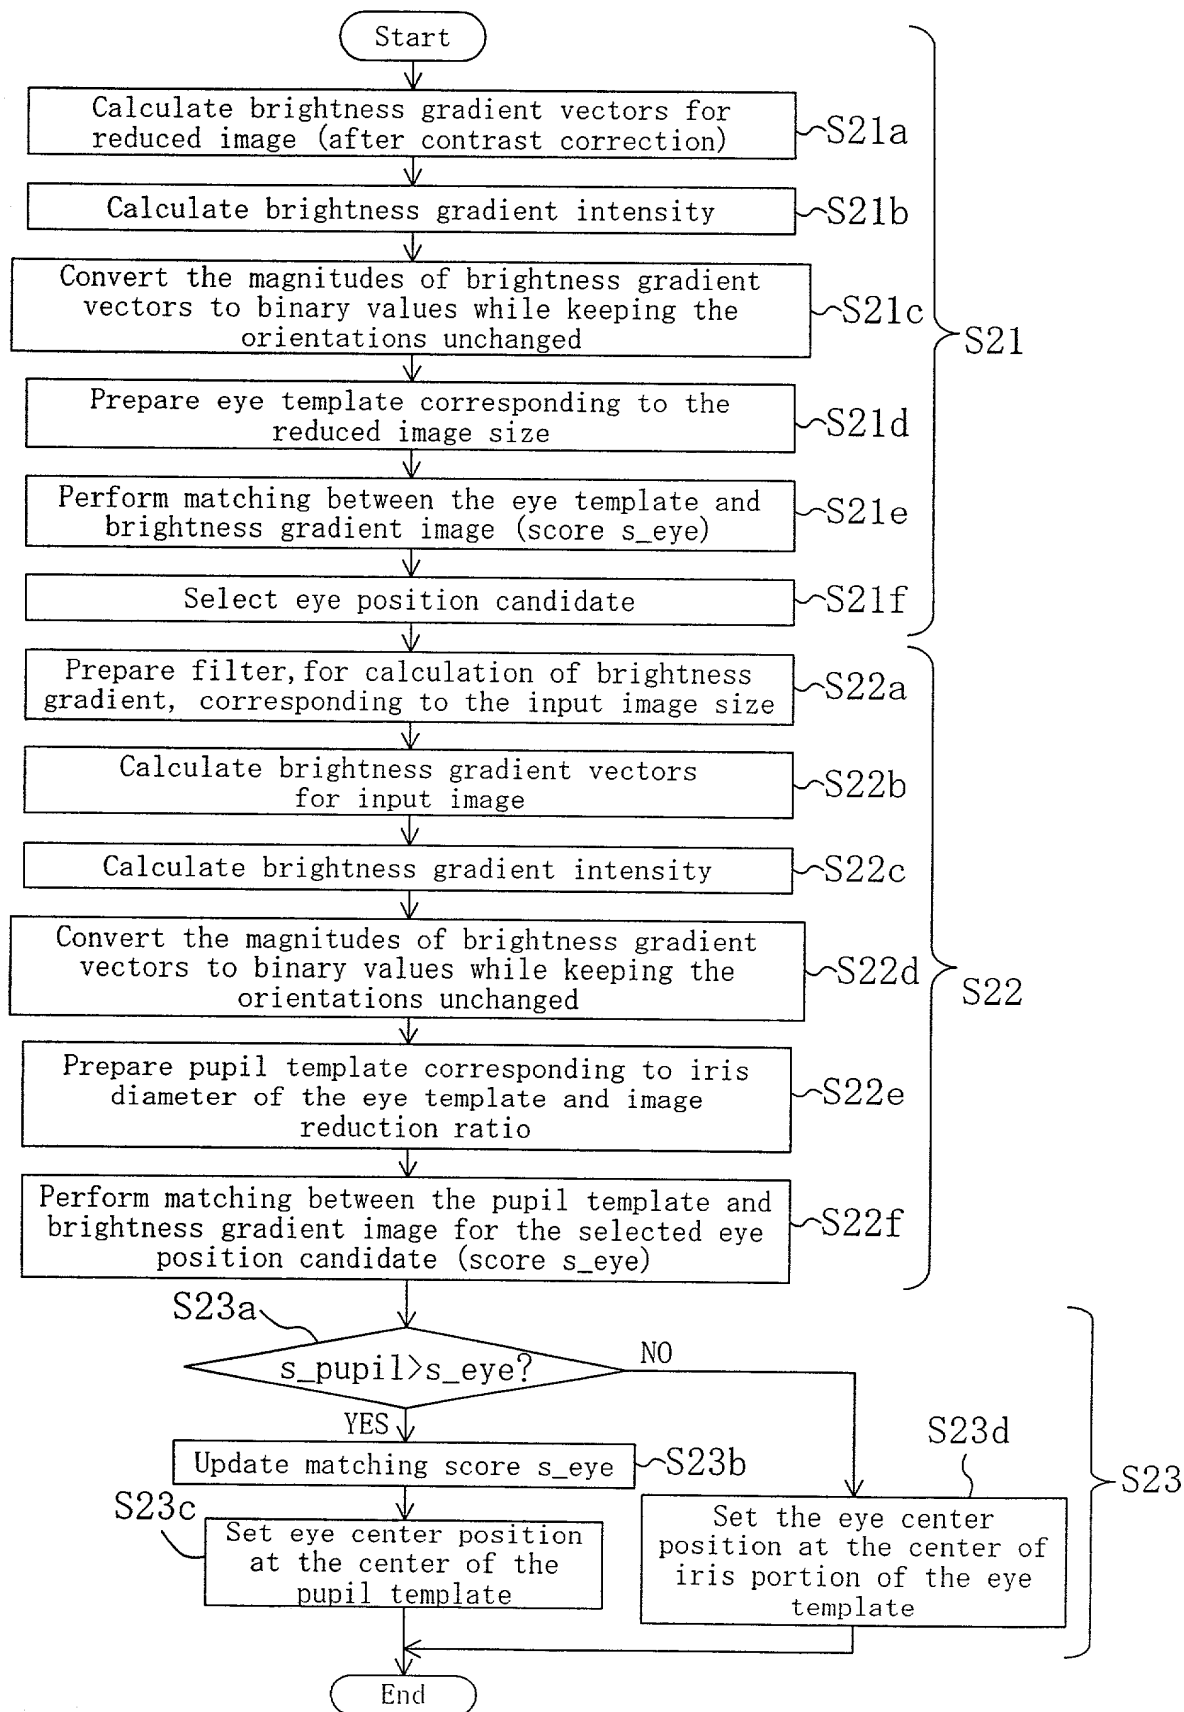 Start
Calculate brightness gradient vectors for
reduced image (after contrast correction)
S21a
Calculate brightness gradient intensity
S21b
Convert the magnitudes of brightness gradient
vectors to binary values while keeping the
orientations unchanged
S21c
S21
Prepare eye template corresponding to the
reduced image size
S21d
Perform matching between the eye template and
brightness gradient image (score s_eye)
S21e
Select eye position candidate
S21f
Prepare filter, for calculation of brightness
gradient, corresponding to the input image size
S22a
Calculate brightness gradient vectors
for input image
S22b
Calculate brightness gradient intensity
S22c
Convert the magnitudes of brightness gradient
vectors to binary values while keeping the
orientations unchanged
S22d
S22
Prepare pupil template corresponding to iris
diameter of the eye template and image
reduction ratio
S22e
Perform matching between the pupil template and
brightness gradient image for the selected eye
position candidate (score s_eye)
S22f
S23a
s_pupil>s_eye?
NO
YES
Update matching score s_eye
S23b
S23d
S23
S23c
Set eye center position
at the center of the
pupil template
Set the eye center
position at the center of
iris portion of the eye
template
End